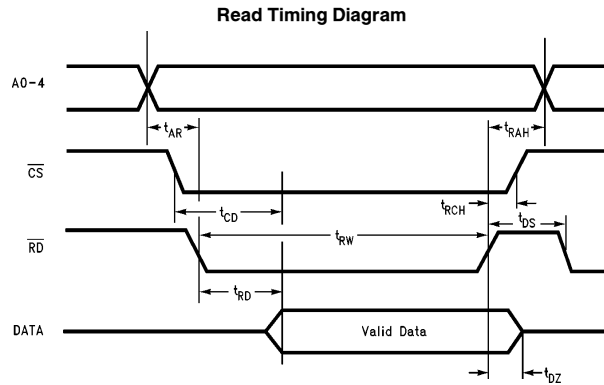 Read Timing Diagram
A0-4
tAR
tRAH
CS
tCD
tRCH
tDS
RD
tRW
tRD
DATA
Valid Data
tDZ